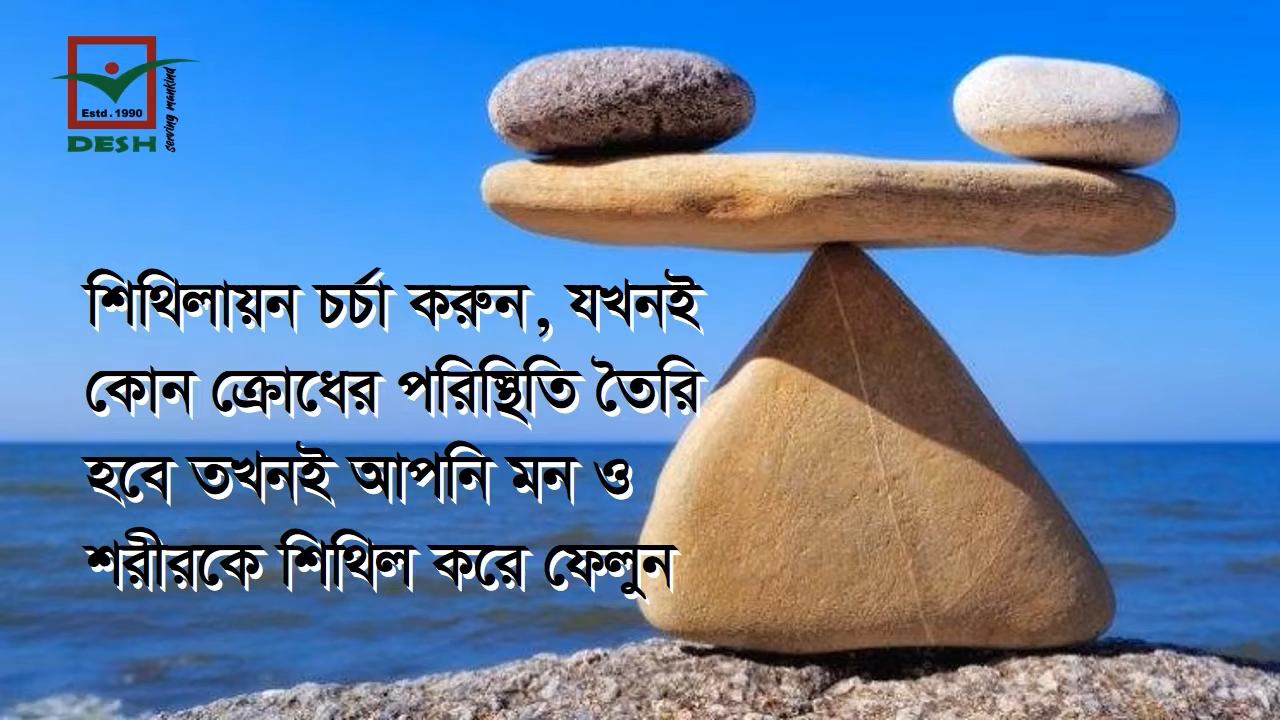 Estd. 1990
DESH
serving mankind
শিথিলায়ন চর্চা করুন, যখনই
কোন ক্রোধের পরিস্থিতি তৈরি
হবে তখনই আপনি মন ও
শরীরকে শিথিল করে ফেলুন